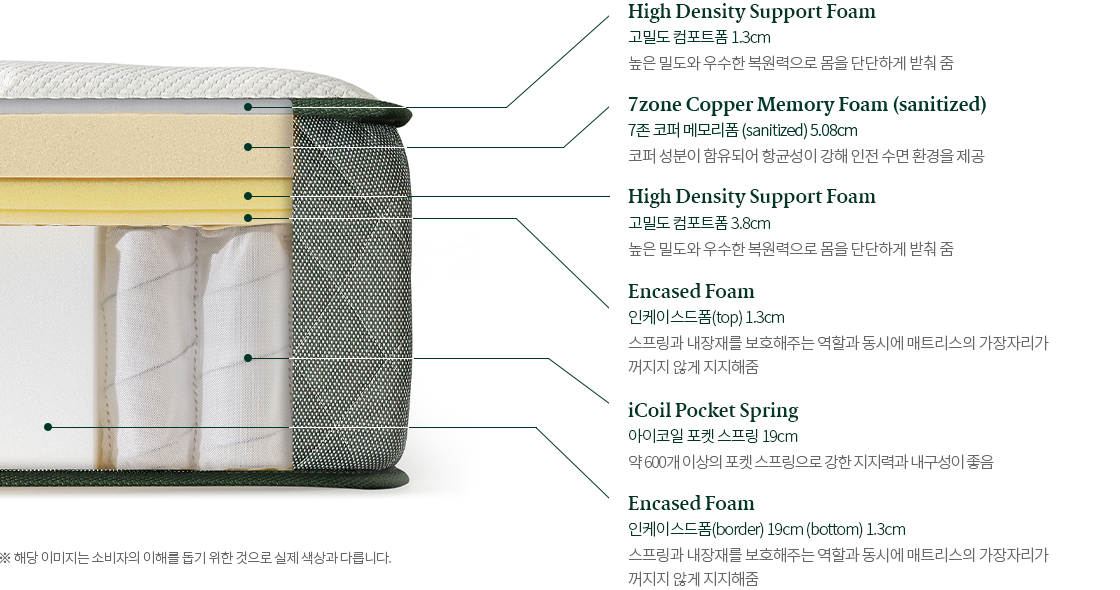 High Density Support Foam
고밀도 컴포트폼 1.3cm
높은 밀도와 우수한 복원력으로 몸을 단단하게 받춰 줌
7zone Copper Memory Foam (sanitized)
7존 코퍼 메모리폼 (sanitized) 5.08cm
코퍼 성분이 함유되어 항균성이 강해 인전 수면 환경을 제공
High Density Support Foam
고밀도 컴포트폼 3.8cm
높은 밀도와 우수한 복원력으로 몸을 단단하게 받춰 줌
Encased Foam
인케이스드폼(top) 1.3cm
스프링과 내장재를 보호해주는 역할과 동시에 매트리스의 가장자리가
꺼지지 않게 지지해줌
iCoil Pocket Spring
아이코일 포켓 스프링 19cm
약 600개 이상의 포켓 스프링으로 강한 지지력과 내구성이 좋음
Encased Foam
인케이스드폼(border) 19cm (bottom) 1.3cm
스프링과 내장재를 보호해주는 역할과 동시에 매트리스의 가장자리가
꺼지지 않게 지지해줌
※ 해당 이미지는 소비자의 이해를 돕기 위한 것으로 실제 색상과 다릅니다.